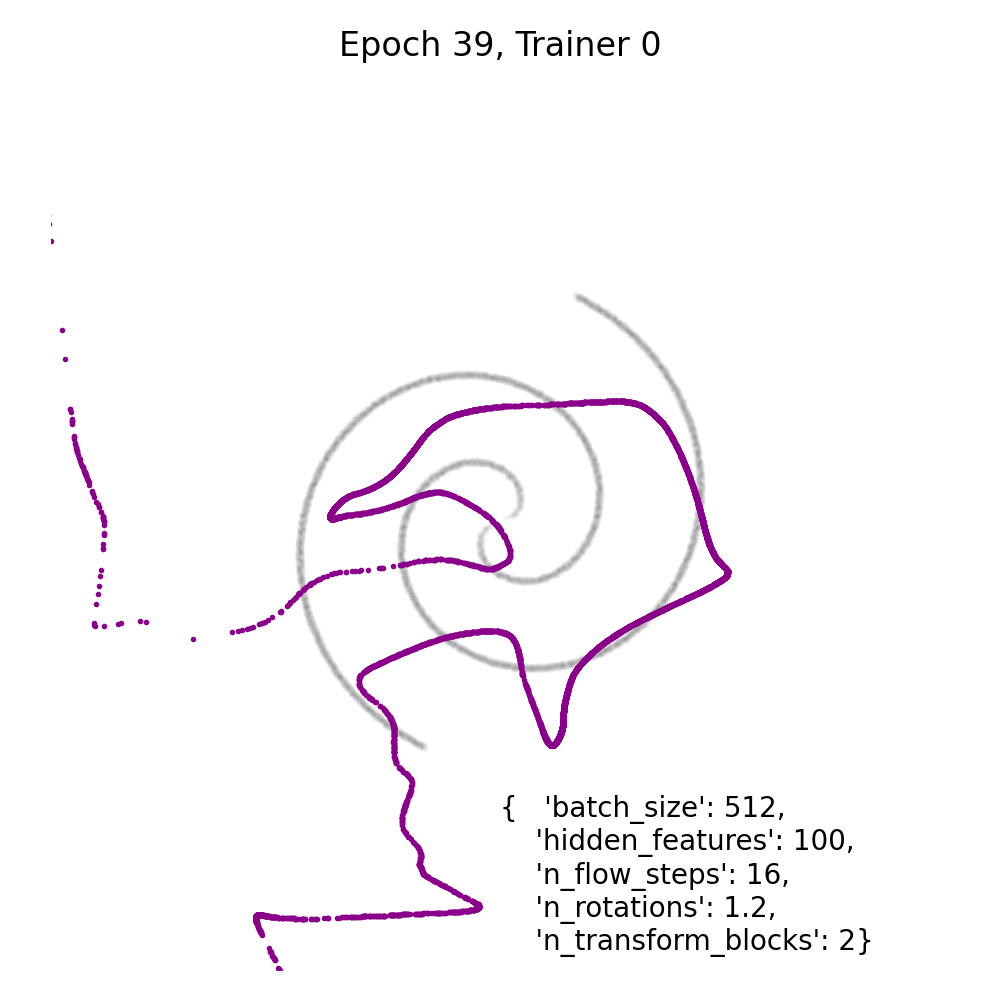 Epoch 39, Trainer 0
{   'batch_size': 512,
'hidden_features': 100,
'n_flow_steps': 16,
'n_rotations': 1.2,
'n_transform_blocks': 2}